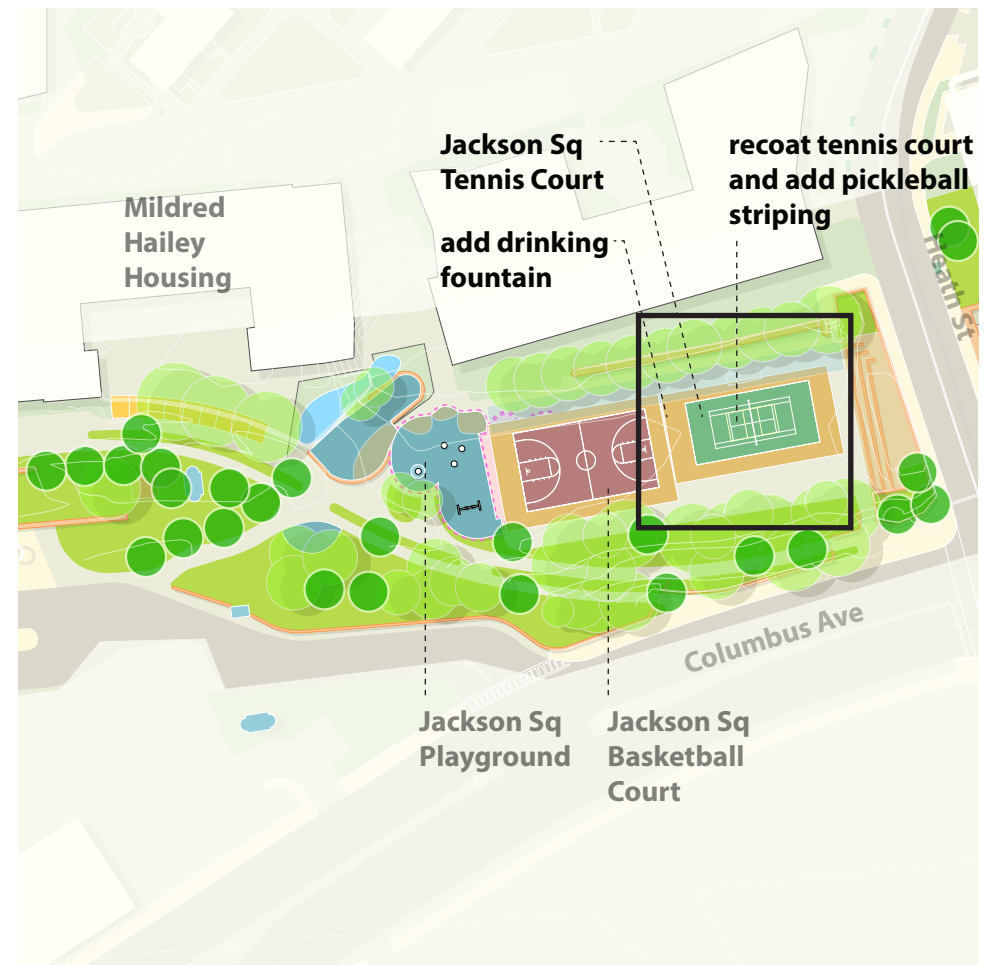 Jackson Sq
Tennis Court
recoat tennis court
and add pickleball
striping
Mildred
Hailey
Housing
add drinking
fountain
Heath St
Columbus Ave
Jackson Sq
Playground
Jackson Sq
Basketball
Court